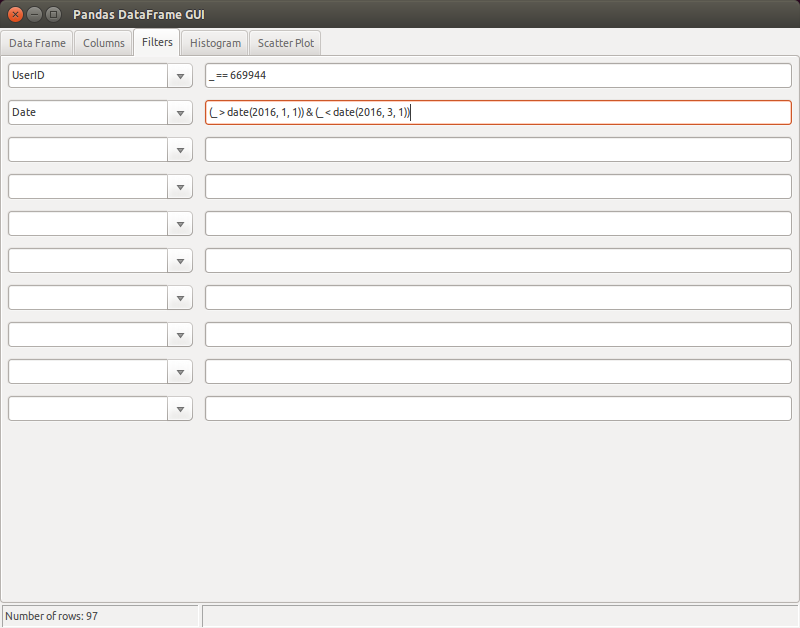 Pandas DataFrame GUI
Data Frame Columns Filters Histogram Scatter Plot
UserID _ == 669944
Date (_ > date(2016, 1, 1)) & (_ < date(2016, 3, 1))
Number of rows: 97